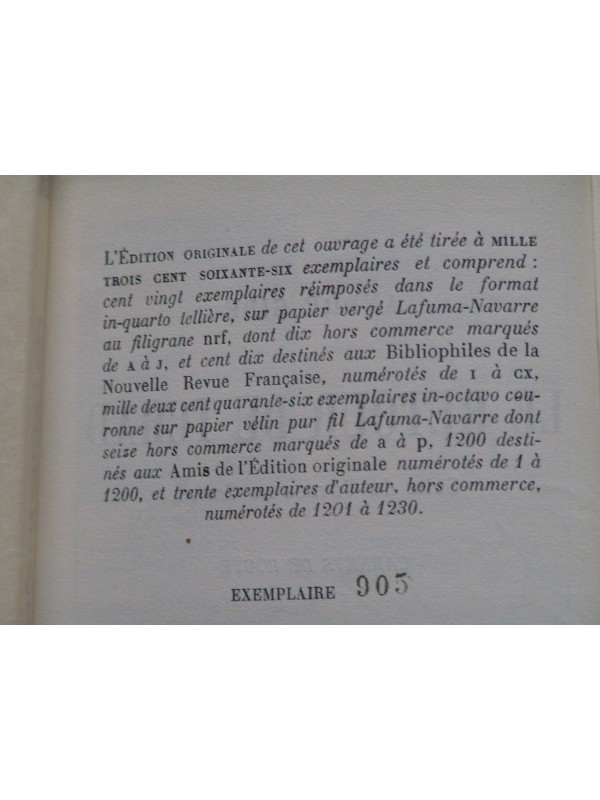 L'ÉDITION ORIGINALE de cet ouvrage a été tirée à MILLE
TROIS CENT SOIXANTE-SIX exemplaires et comprend :
cent vingt exemplaires réimposés dans le format
in-quarto tellière, sur papier vergé Lafuma-Navarre
au filigrane nrf, dont dix hors commerce marqués
de A à J, et cent dix destinés aux Bibliophiles de la
Nouvelle Revue Française, numérotés de I à CX,
mille deux cent quarante-six exemplaires in-octavo cou-
ronne sur papier vélin pur fil Lafuma-Navarre dont
seize hors commerce marqués de a à p, 1200 desti-
nés aux Amis de l'Édition originale numérotés de 1 à
1200, et trente exemplaires d'auteur, hors commerce,
numérotés de 1201 à 1230.
EXEMPLAIRE 905